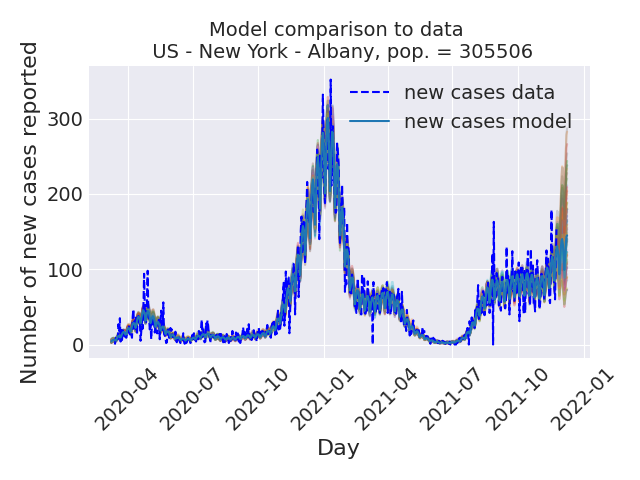 Model comparison to data
US - New York - Albany, pop. = 305506
Number of new cases reported
300
200
100
0
new cases data
new cases model
2020-04
2020-07
2020-10
2021-01
2021-04
2021-07
2021-10
2022-01
Day